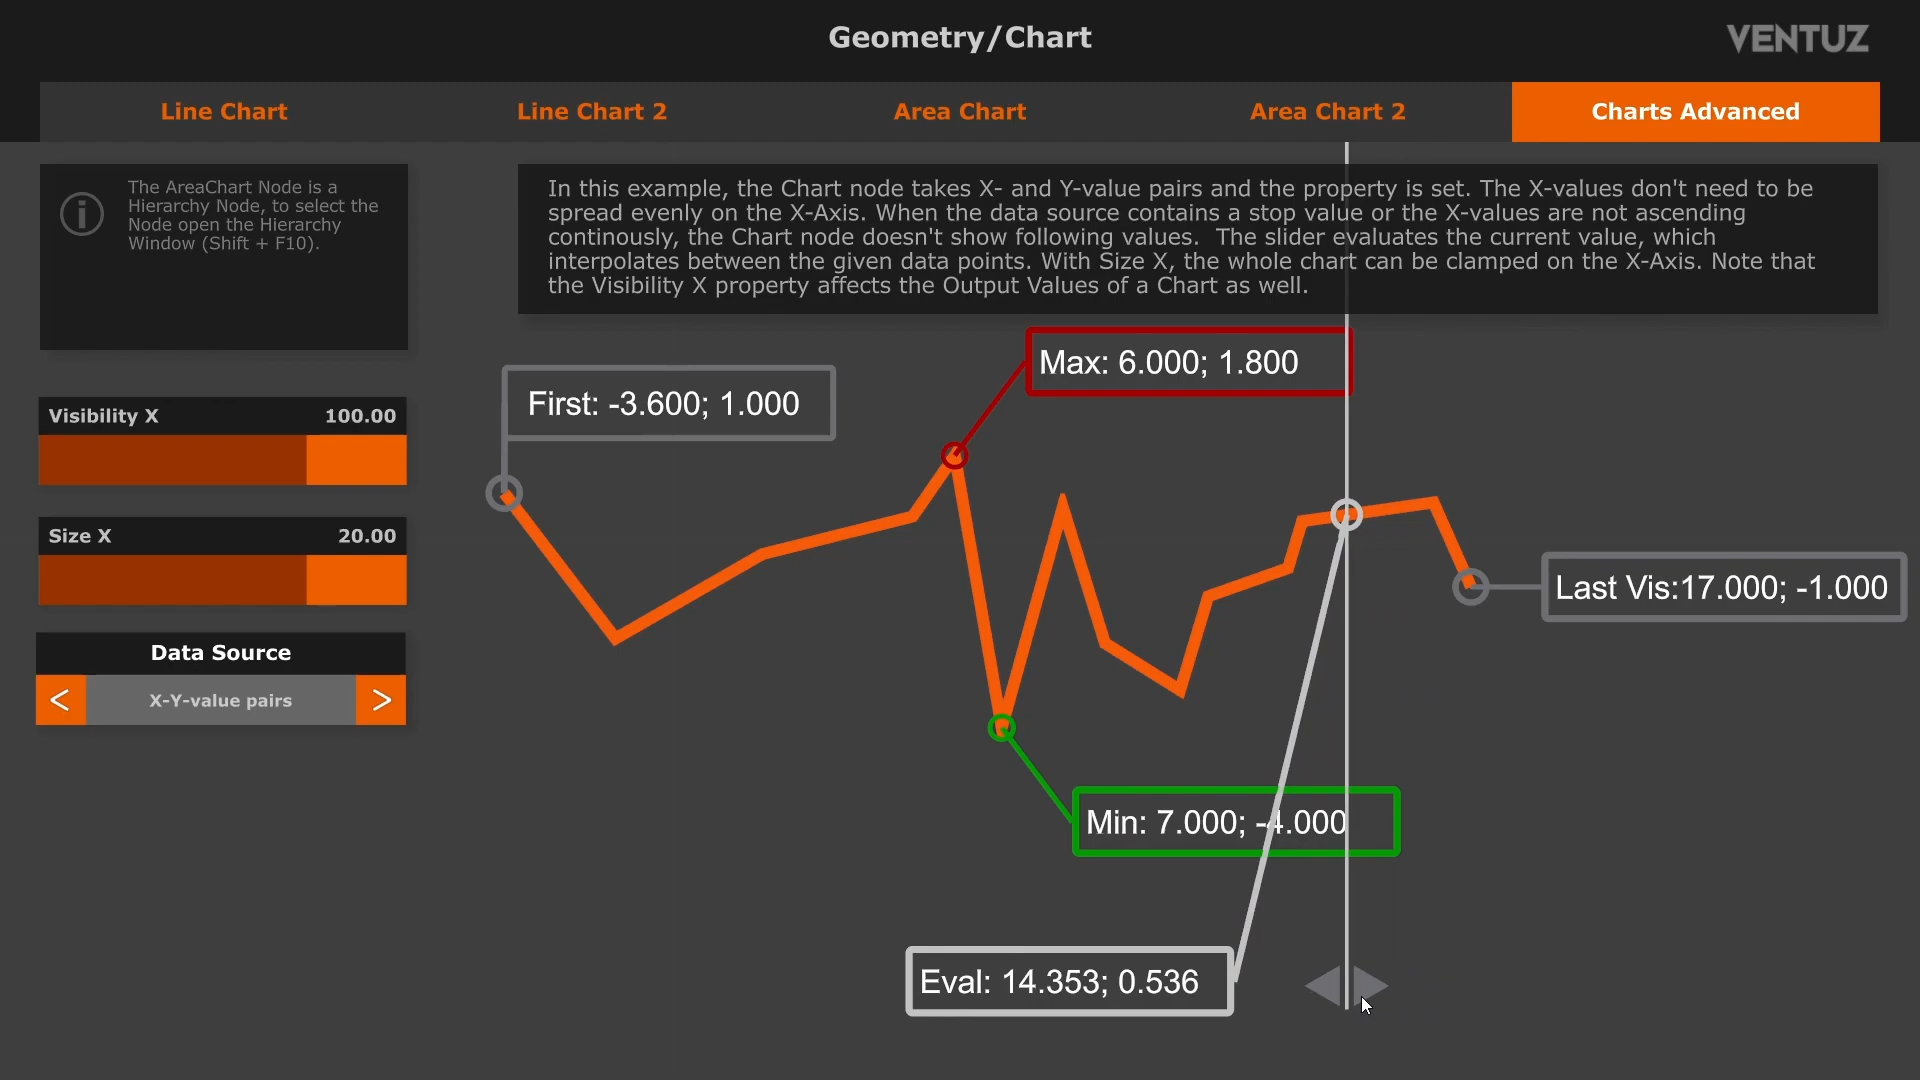 Geometry/Chart
VENTUZ
Line Chart
Line Chart 2
Area Chart
Area Chart 2
Charts Advanced
The AreaChart Node is a
Hierarchy Node, to select the
Node open the Hierarchy
Window (Shift + F10).
In this example, the Chart node takes X- and Y-value pairs and the property is set. The X-values don't need to be
spread evenly on the X-Axis. When the data source contains a stop value or the X-values are not ascending
continously, the Chart node doesn't show following values.  The slider evaluates the current value, which
interpolates between the given data points. With Size X, the whole chart can be clamped on the X-Axis. Note that
the Visibility X property affects the Output Values of a Chart as well.
Max: 6.000; 1.800
First: -3.600; 1.000
Visibility X 100.00
Size X 20.00
Last Vis:17.000; -1.000
Data Source
< X-Y-value pairs >
Min: 7.000; -4.000
Eval: 14.353; 0.536